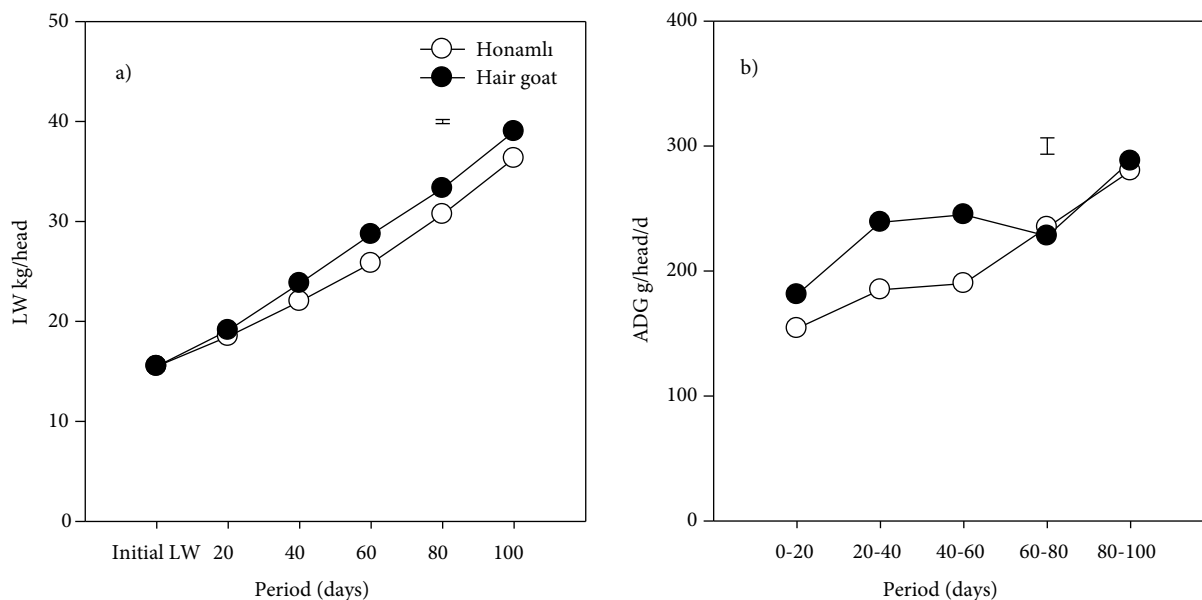 a)
Honamlı
Hair goat
50
40
30
20
10
0
LW kg/head
Initial LW 20 40 60 80 100
Period (days)
b)
400
300
200
100
0
ADG g/head/d
0-20 20-40 40-60 60-80 80-100
Period (days)